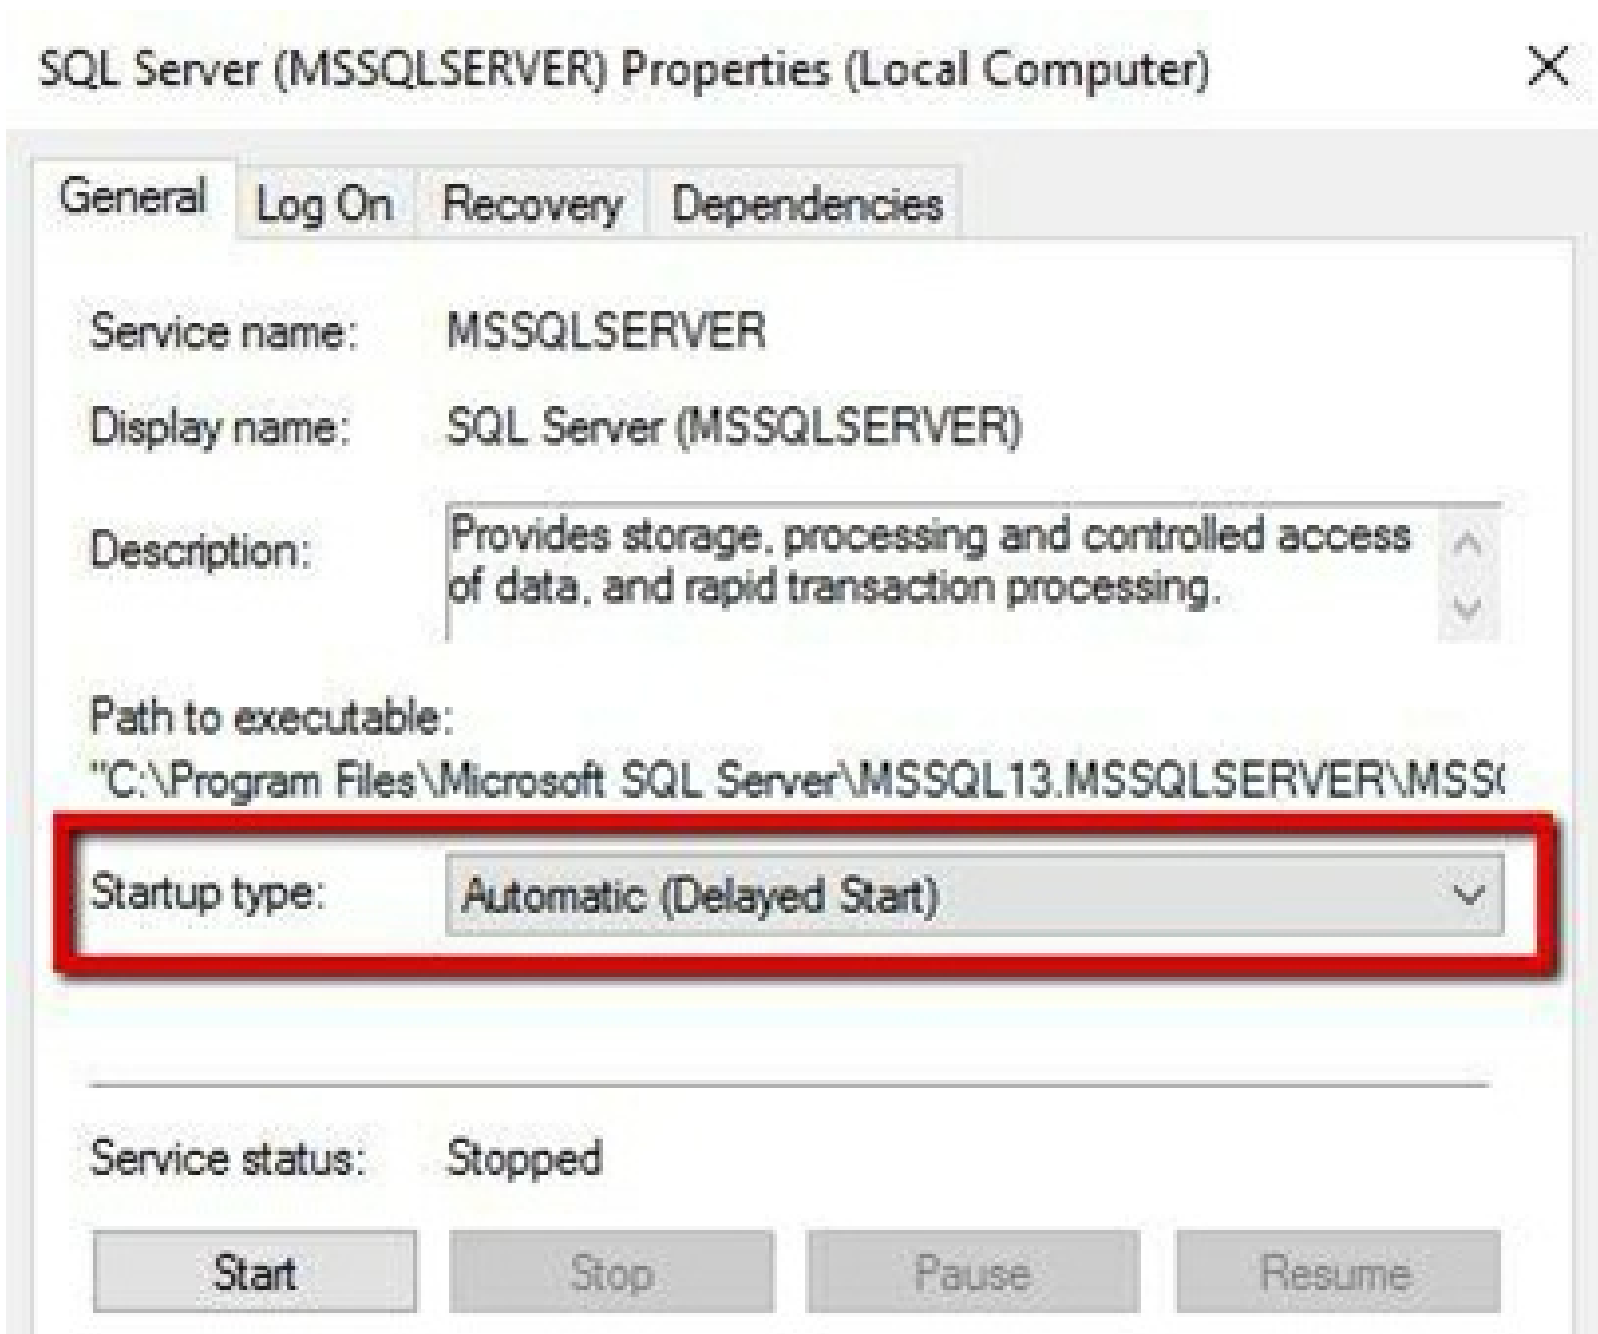 SQL Server (MSSQLSERVER) Properties (Local Computer)
General Log On Recovery Dependencies
Service name: MSSQLSERVER
Display name: SQL Server (MSSQLSERVER)
Description: Provides storage, processing and controlled access
of data, and rapid transaction processing.
Path to executable:
"C:\Program Files\Microsoft SQL Server\MSSQL13.MSSQLSERVER\MSS
Startup type: Automatic (Delayed Start)
Service status: Stopped
Start Stop Pause Resume